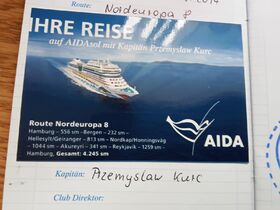 Route:
Nordeuropa 8
IHRE REISE
auf AIDAsol mit Kapitän Przemyslaw Kurc
Route Nordeuropa 8
Hamburg – 556 sm -Bergen – 232 sm –
Hellesylt/Geiranger – 813 sm – Nordkap/Honningsvåg
– 1044 sm – Akureyri – 341 sm – Reykjavik – 1259 sm –
Hamburg, Gesamt: 4.245 sm
AIDA
Kapitän: Przemyslaw Kurc
Club Direktor: